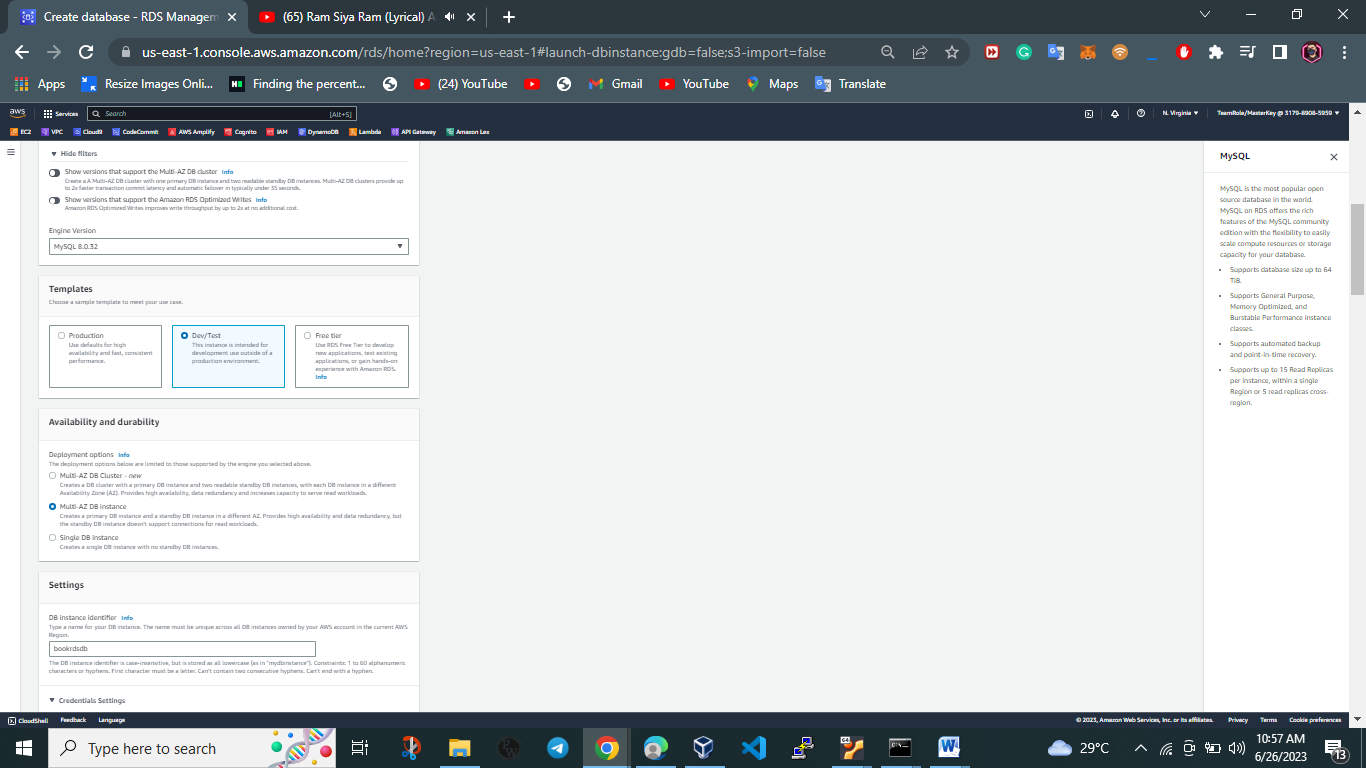 Create database - RDS Managem
(65) Ram Siya Ram (Lyrical) A
us-east-1.console.aws.amazon.com/rds/home?region=us-east-1#launch-dbinstance:gdb=false;s3-import=false
Apps
Resize Images Onli...
Finding the percent...
(24) YouTube
Gmail
YouTube
Maps
Translate
aws
Services
Search
[Alt+S]
N. Virginia
TeamRole/MasterKey @ 3179-8908-5959
EC2
VPC
Cloud9
CodeCommit
AWS Amplify
Cognito
IAM
DynamoDB
Lambda
API Gateway
Amazon Lex
Hide filters
Show versions that support the Multi-AZ DB cluster Info
Create a A Multi-AZ DB cluster with one primary DB instance and two readable standby DB instances. Multi-AZ DB clusters provide up
to 2x faster transaction commit latency and automatic failover in typically under 35 seconds.
Show versions that support the Amazon RDS Optimized Writes Info
Amazon RDS Optimized Writes improves write throughput by up to 2x at no additional cost.
Engine Version
MySQL 8.0.32
Templates
Choose a sample template to meet your use case.
Production
Use defaults for high
availability and fast, consistent
performance.
Dev/Test
This instance is intended for
development use outside of a
production environment.
Free tier
Use RDS Free Tier to develop
new applications, test existing
applications, or gain hands-on
experience with Amazon RDS.
Info
Availability and durability
Deployment options Info
The deployment options below are limited to those supported by the engine you selected above.
Multi-AZ DB Cluster - new
Creates a DB cluster with a primary DB instance and two readable standby DB instances, with each DB instance in a different
Availability Zone (AZ). Provides high availability, data redundancy and increases capacity to serve read workloads.
Multi-AZ DB instance
Creates a primary DB instance and a standby DB instance in a different AZ. Provides high availability and data redundancy, but
the standby DB instance doesn't support connections for read workloads.
Single DB instance
Creates a single DB instance with no standby DB instances.
Settings
DB instance identifier Info
Type a name for your DB instance. The name must be unique across all DB instances owned by your AWS account in the current AWS
Region.
bookrdsdb
The DB instance identifier is case-insensitive, but is stored as all lowercase (as in "mydbinstance"). Constraints: 1 to 60 alphanumeric
characters or hyphens. First character must be a letter. Can't contain two consecutive hyphens. Can't end with a hyphen.
Credentials Settings
MySQL
MySQL is the most popular open
source database in the world.
MySQL on RDS offers the rich
features of the MySQL community
edition with the flexibility to easily
scale compute resources or storage
capacity for your database.
• Supports database size up to 64
TiB.
• Supports General Purpose,
Memory Optimized, and
Burstable Performance instance
classes.
• Supports automated backup
and point-in-time recovery.
• Supports up to 15 Read Replicas
per instance, within a single
Region or 5 read replicas cross-
region.
CloudShell
Feedback
Language
© 2023, Amazon Web Services, Inc. or its affiliates.
Privacy
Terms
Cookie preferences
Type here to search
29°C
10:57 AM
6/26/2023
13